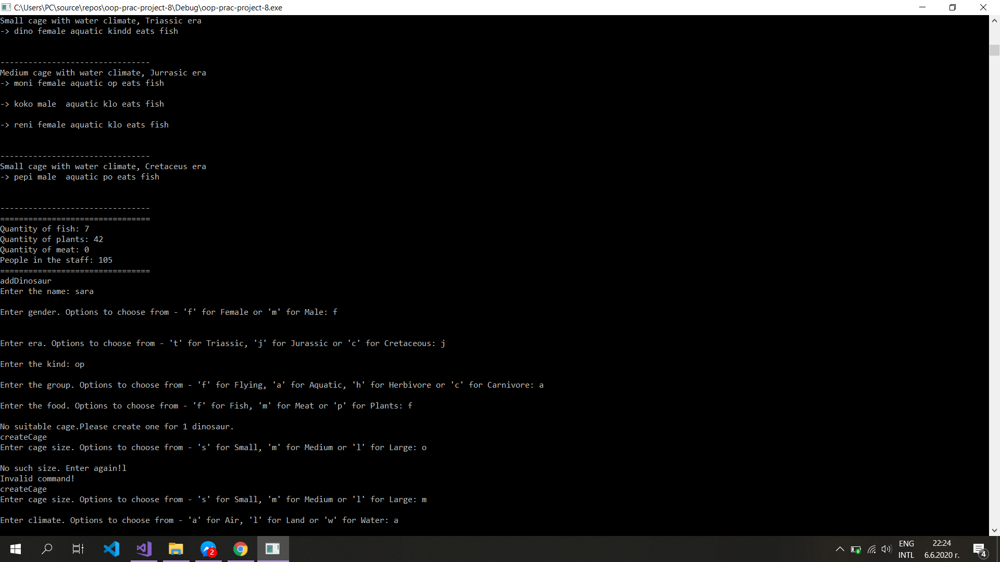 C:\Users\PC\source\repos\oop-prac-project-8\Debug\oop-prac-project-8.exe
Small cage with water climate, Triassic era
-> dino female aquatic kindd eats fish
--------------------------------
Medium cage with water climate, Jurrasic era
-> moni female aquatic op eats fish
-> koko male  aquatic klo eats fish
-> reni female aquatic klo eats fish
--------------------------------
Small cage with water climate, Cretaceus era
-> pepi male  aquatic po eats fish
--------------------------------
================================
Quantity of fish: 7
Quantity of plants: 42
Quantity of meat: 0
People in the staff: 105
================================
addDinosaur
Enter the name: sara
Enter gender. Options to choose from - 'f' for Female or 'm' for Male: f
Enter era. Options to choose from - 't' for Triassic, 'j' for Jurassic or 'c' for Cretaceous: j
Enter the kind: op
Enter the group. Options to choose from - 'f' for Flying, 'a' for Aquatic, 'h' for Herbivore or 'c' for Carnivore: a
Enter the food. Options to choose from - 'f' for Fish, 'm' for Meat or 'p' for Plants: f
No suitable cage.Please create one for 1 dinosaur.
createCage
Enter cage size. Options to choose from - 's' for Small, 'm' for Medium or 'l' for Large: o
No such size. Enter again!l
Invalid command!
createCage
Enter cage size. Options to choose from - 's' for Small, 'm' for Medium or 'l' for Large: m
Enter climate. Options to choose from - 'a' for Air, 'l' for Land or 'w' for Water: a
2
ENG
INTL
22:24
6.6.2020 г.
4